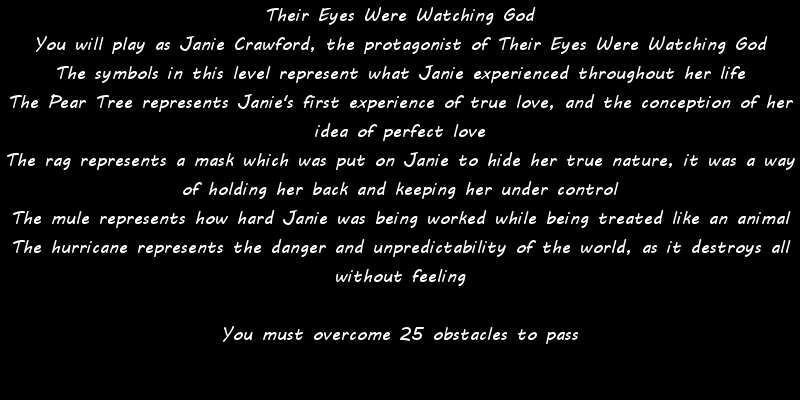 Their Eyes Were Watching God
You will play as Janie Crawford, the protagonist of Their Eyes Were Watching God
The symbols in this level represent what Janie experienced throughout her life
The Pear Tree represents Janie's first experience of true love, and the conception of her
idea of perfect love
The rag represents a mask which was put on Janie to hide her true nature, it was a way
of holding her back and keeping her under control
The mule represents how hard Janie was being worked while being treated like an animal
The hurricane represents the danger and unpredictability of the world, as it destroys all
without feeling
You must overcome 25 obstacles to pass